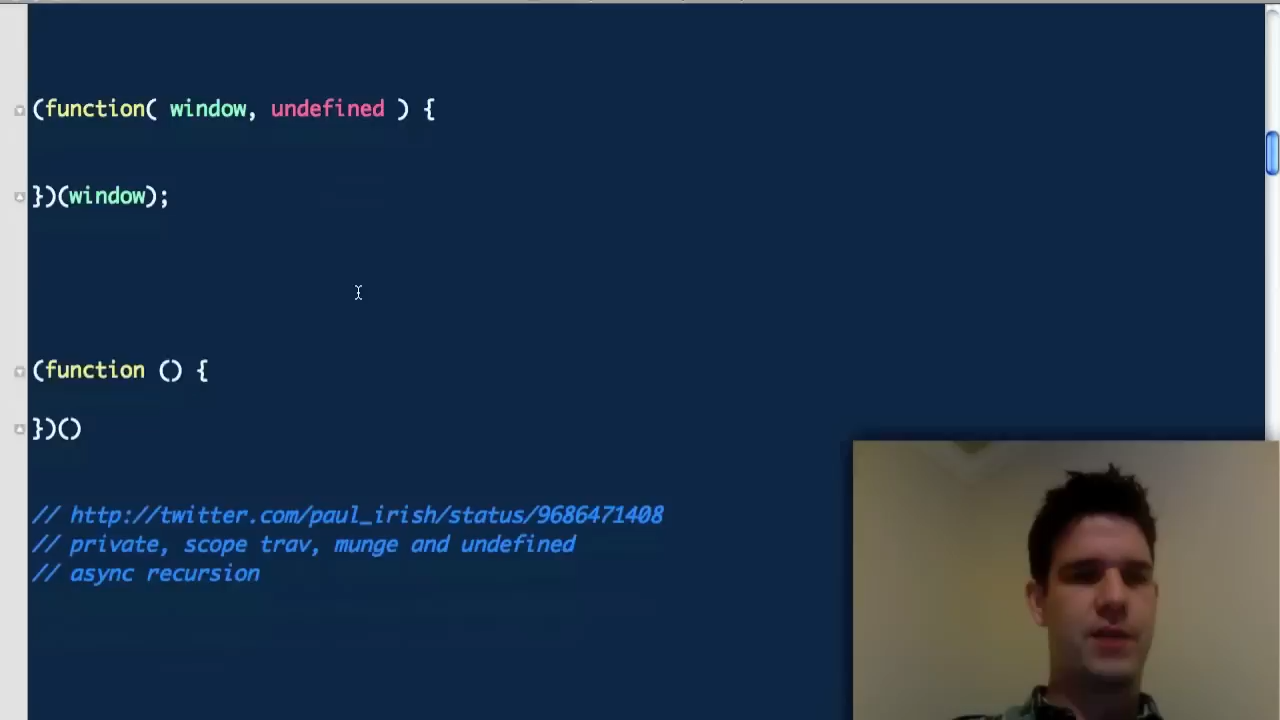 (function( window, undefined ) {
})(window);
(function () {
})()
// http://twitter.com/paul_irish/status/9686471408
// private, scope trav, munge and undefined
// async recursion